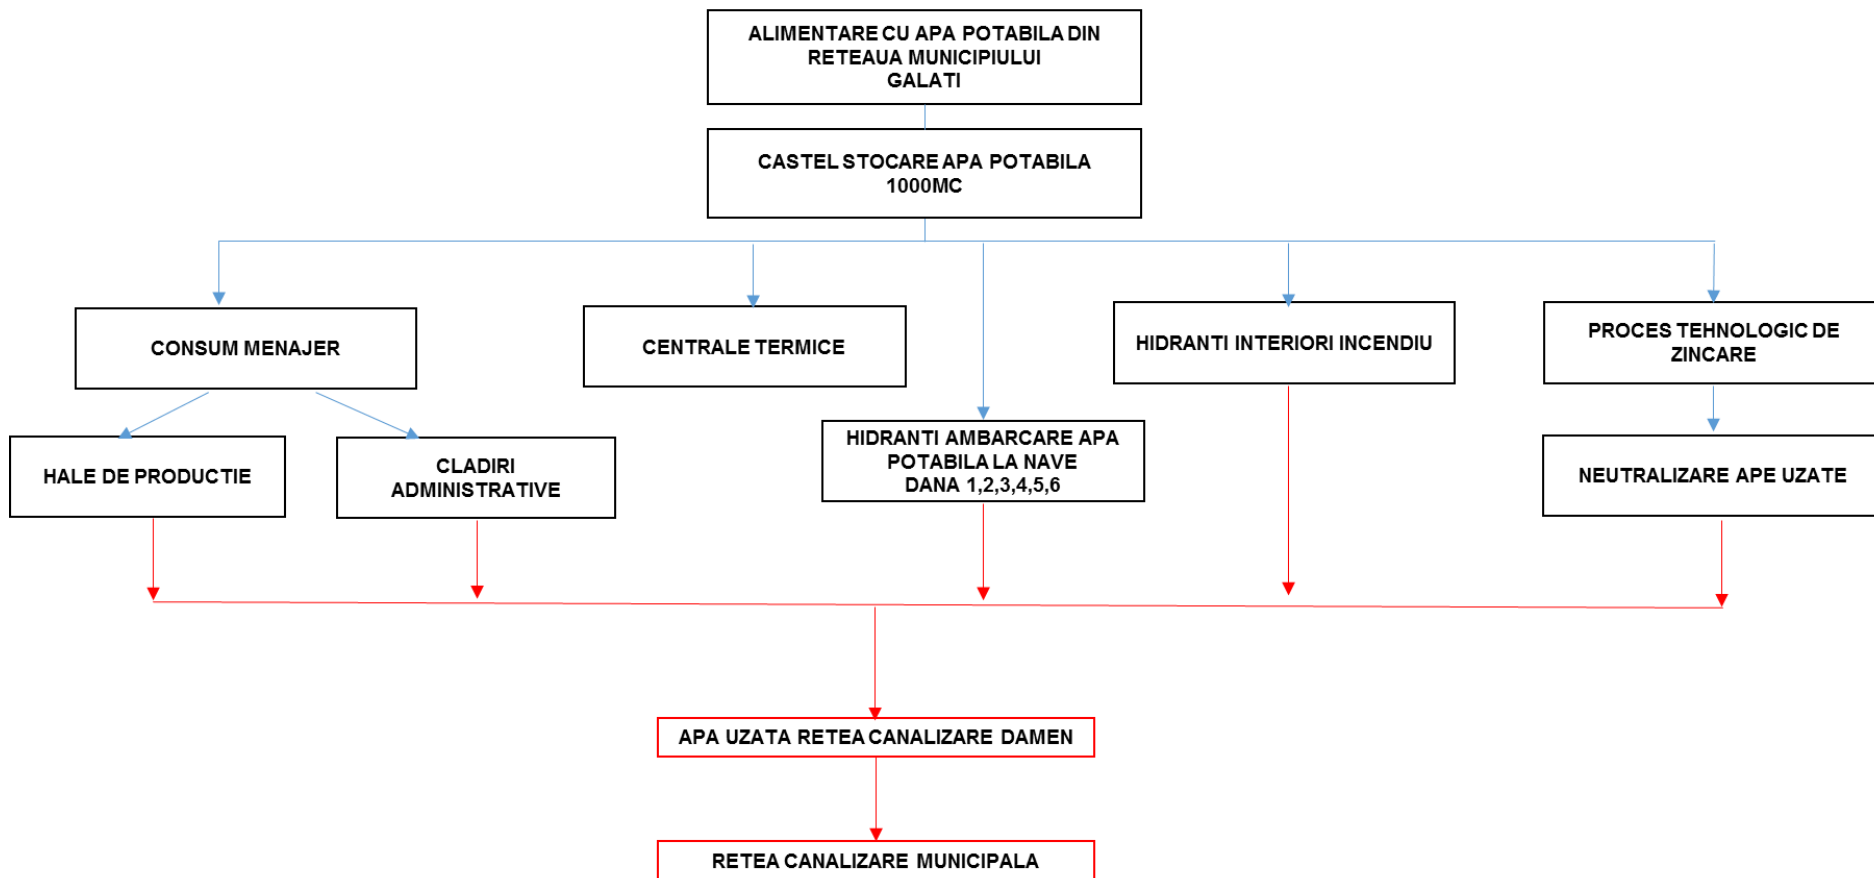 ALIMENTARE CU APA POTABILA DIN
RETEAUA MUNICIPIULUI
GALATI
CASTEL STOCARE APA POTABILA
1000MC
CONSUM MENAJER
CENTRALE TERMICE
HIDRANTI INTERIORI INCENDIU
PROCES TEHNOLOGIC DE
ZINCARE
HALE DE PRODUCTIE
CLADIRI
ADMINISTRATIVE
HIDRANTI AMBARCARE APA
POTABILA LA NAVE
DANA 1,2,3,4,5,6
NEUTRALIZARE APE UZATE
APA UZATA RETEA CANALIZARE DAMEN
RETEA CANALIZARE MUNICIPALA